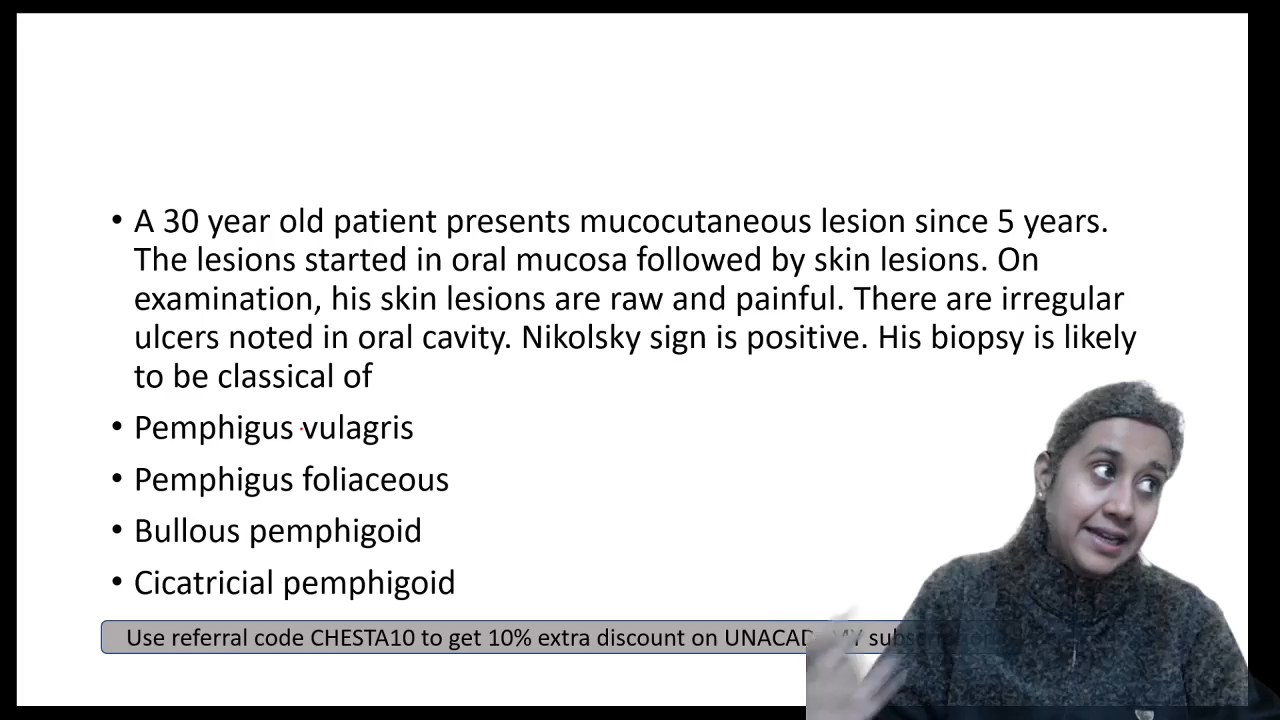 • A 30 year old patient presents mucocutaneous lesion since 5 years.
The lesions started in oral mucosa followed by skin lesions. On
examination, his skin lesions are raw and painful. There are irregular
ulcers noted in oral cavity. Nikolsky sign is positive. His biopsy is likely
to be classical of
• Pemphigus vulagris
• Pemphigus foliaceous
• Bullous pemphigoid
• Cicatricial pemphigoid
Use referral code CHESTA10 to get 10% extra discount on